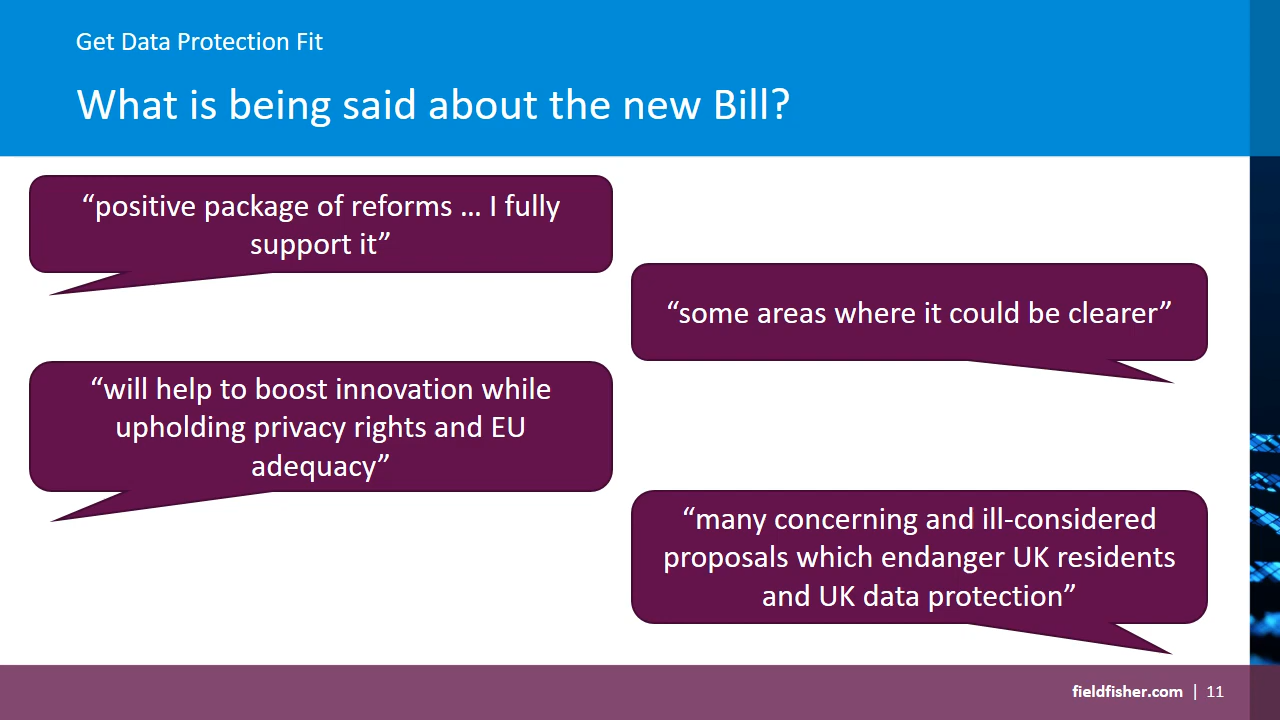 Get Data Protection Fit
What is being said about the new Bill?
“positive package of reforms … I fully
support it”
“some areas where it could be clearer”
“will help to boost innovation while
upholding privacy rights and EU
adequacy”
“many concerning and ill-considered
proposals which endanger UK residents
and UK data protection”
fieldfisher.com | 11